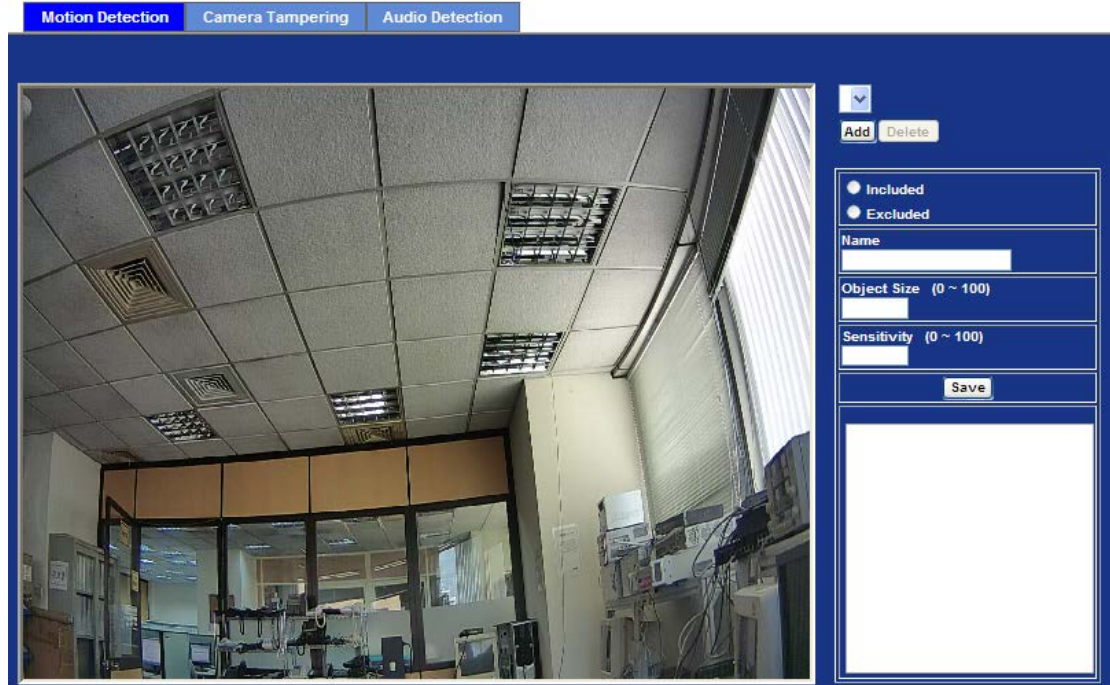 Motion Detection Camera Tampering Audio Detection
Add Delete
Included
Excluded
Name
Object Size (0 ~ 100)
Sensitivity (0 ~ 100)
Save